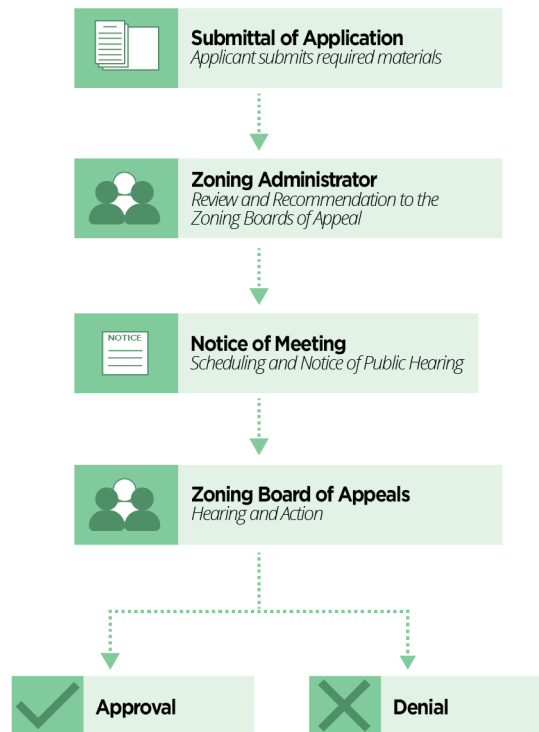 Submittal of Application
Applicant submits required materials
Zoning Administrator
Review and Recommendation to the
Zoning Boards of Appeal
NOTICE
Notice of Meeting
Scheduling and Notice of Public Hearing
Zoning Board of Appeals
Hearing and Action
Approval
Denial